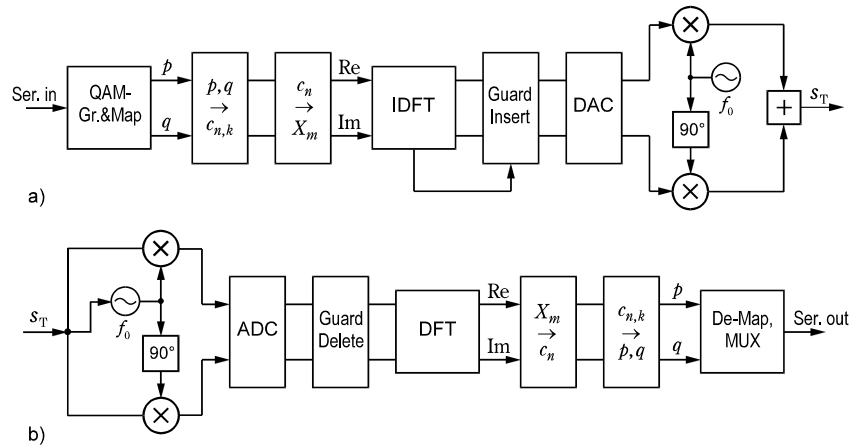 a)
Ser. in
QAM-
Gr.&Map
p
q
p,q
→
c_{n,k}
c_n
→
X_m
Re
Im
IDFT
Guard
Insert
DAC
f_0
90°
+
s_T
b)
s_T
f_0
90°
ADC
Guard
Delete
DFT
Re
Im
X_m
→
c_n
c_{n,k}
→
p,q
p
q
De-Map,
MUX
Ser. out